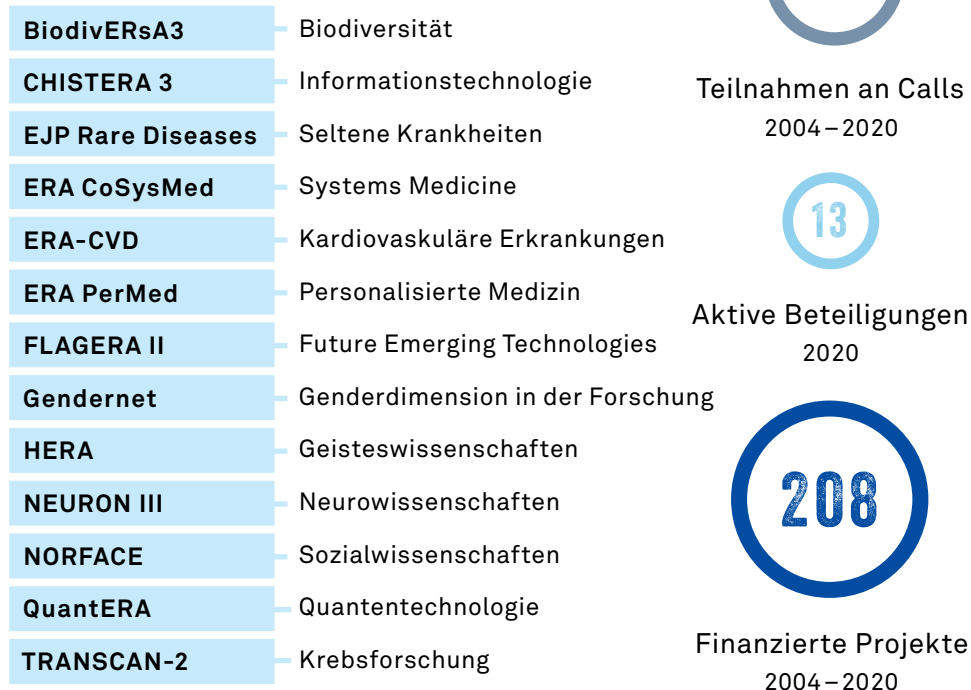 BiodivERsA3 Biodiversität
CHISTERA 3 Informationstechnologie
EJP Rare Diseases Seltene Krankheiten
ERA CoSysMed Systems Medicine
ERA-CVD Kardiovaskuläre Erkrankungen
ERA PerMed Personalisierte Medizin
FLAGERA II Future Emerging Technologies
Gendernet Genderdimension in der Forschung
HERA Geisteswissenschaften
NEURON III Neurowissenschaften
NORFACE Sozialwissenschaften
QuantERA Quantentechnologie
TRANSCAN-2 Krebsforschung
Teilnahmen an Calls
2004–2020
13
Aktive Beteiligungen
2020
208
Finanzierte Projekte
2004–2020